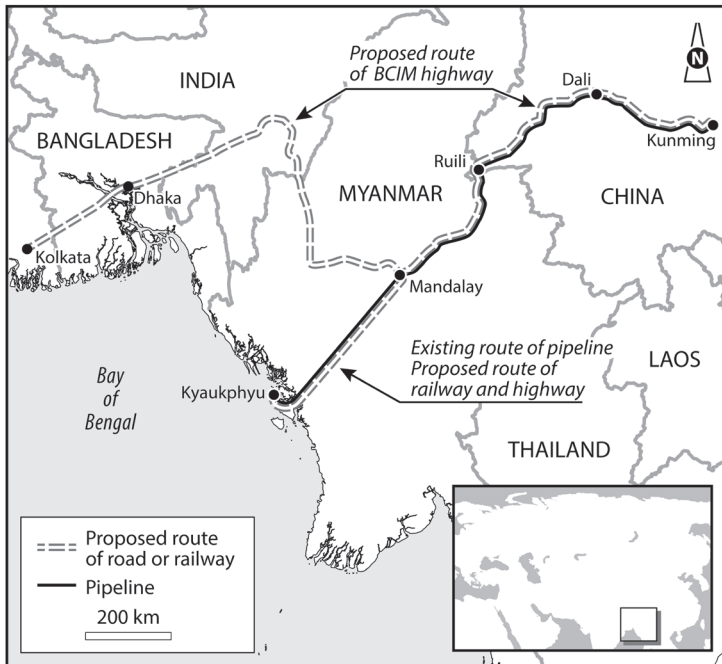 Proposed route
of BCIM highway
N
INDIA
Dali
BANGLADESH
Kunming
Ruili
Dhaka
MYANMAR
CHINA
Kolkata
Mandalay
Existing route of pipeline
Proposed route of
railway and highway
LAOS
Bay
of
Bengal
Kyaukphyu
THAILAND
Proposed route
of road or railway
Pipeline
200 km